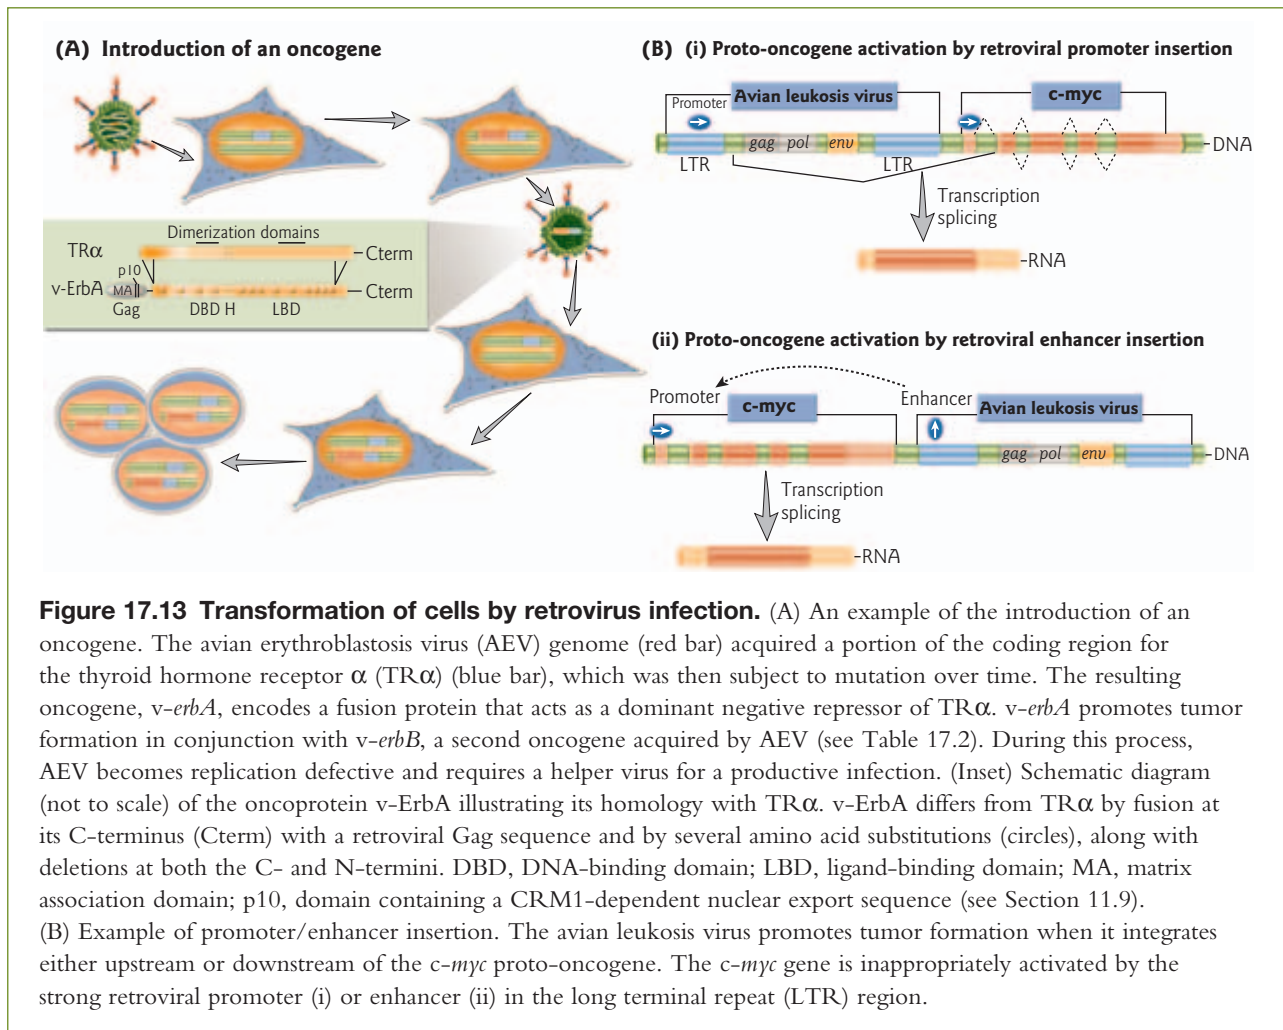 (A) Introduction of an oncogene
Dimerization domains
TRα
Cterm
p10
v-ErbA
MA
Cterm
Gag
DBD H
LBD
(B) (i) Proto-oncogene activation by retroviral promoter insertion
Promoter
Avian leukosis virus
c-myc
gag pol env
DNA
LTR
LTR
Transcription
splicing
RNA
(ii) Proto-oncogene activation by retroviral enhancer insertion
Promoter
c-myc
Enhancer
Avian leukosis virus
gag pol env
DNA
Transcription
splicing
RNA
Figure 17.13 Transformation of cells by retrovirus infection. (A) An example of the introduction of an
oncogene. The avian erythroblastosis virus (AEV) genome (red bar) acquired a portion of the coding region for
the thyroid hormone receptor α (TRα) (blue bar), which was then subject to mutation over time. The resulting
oncogene, v-erbA, encodes a fusion protein that acts as a dominant negative repressor of TRα. v-erbA promotes tumor
formation in conjunction with v-erbB, a second oncogene acquired by AEV (see Table 17.2). During this process,
AEV becomes replication defective and requires a helper virus for a productive infection. (Inset) Schematic diagram
(not to scale) of the oncoprotein v-ErbA illustrating its homology with TRα. v-ErbA differs from TRα by fusion at
its C-terminus (Cterm) with a retroviral Gag sequence and by several amino acid substitutions (circles), along with
deletions at both the C- and N-termini. DBD, DNA-binding domain; LBD, ligand-binding domain; MA, matrix
association domain; p10, domain containing a CRM1-dependent nuclear export sequence (see Section 11.9).
(B) Example of promoter/enhancer insertion. The avian leukosis virus promotes tumor formation when it integrates
either upstream or downstream of the c-myc proto-oncogene. The c-myc gene is inappropriately activated by the
strong retroviral promoter (i) or enhancer (ii) in the long terminal repeat (LTR) region.